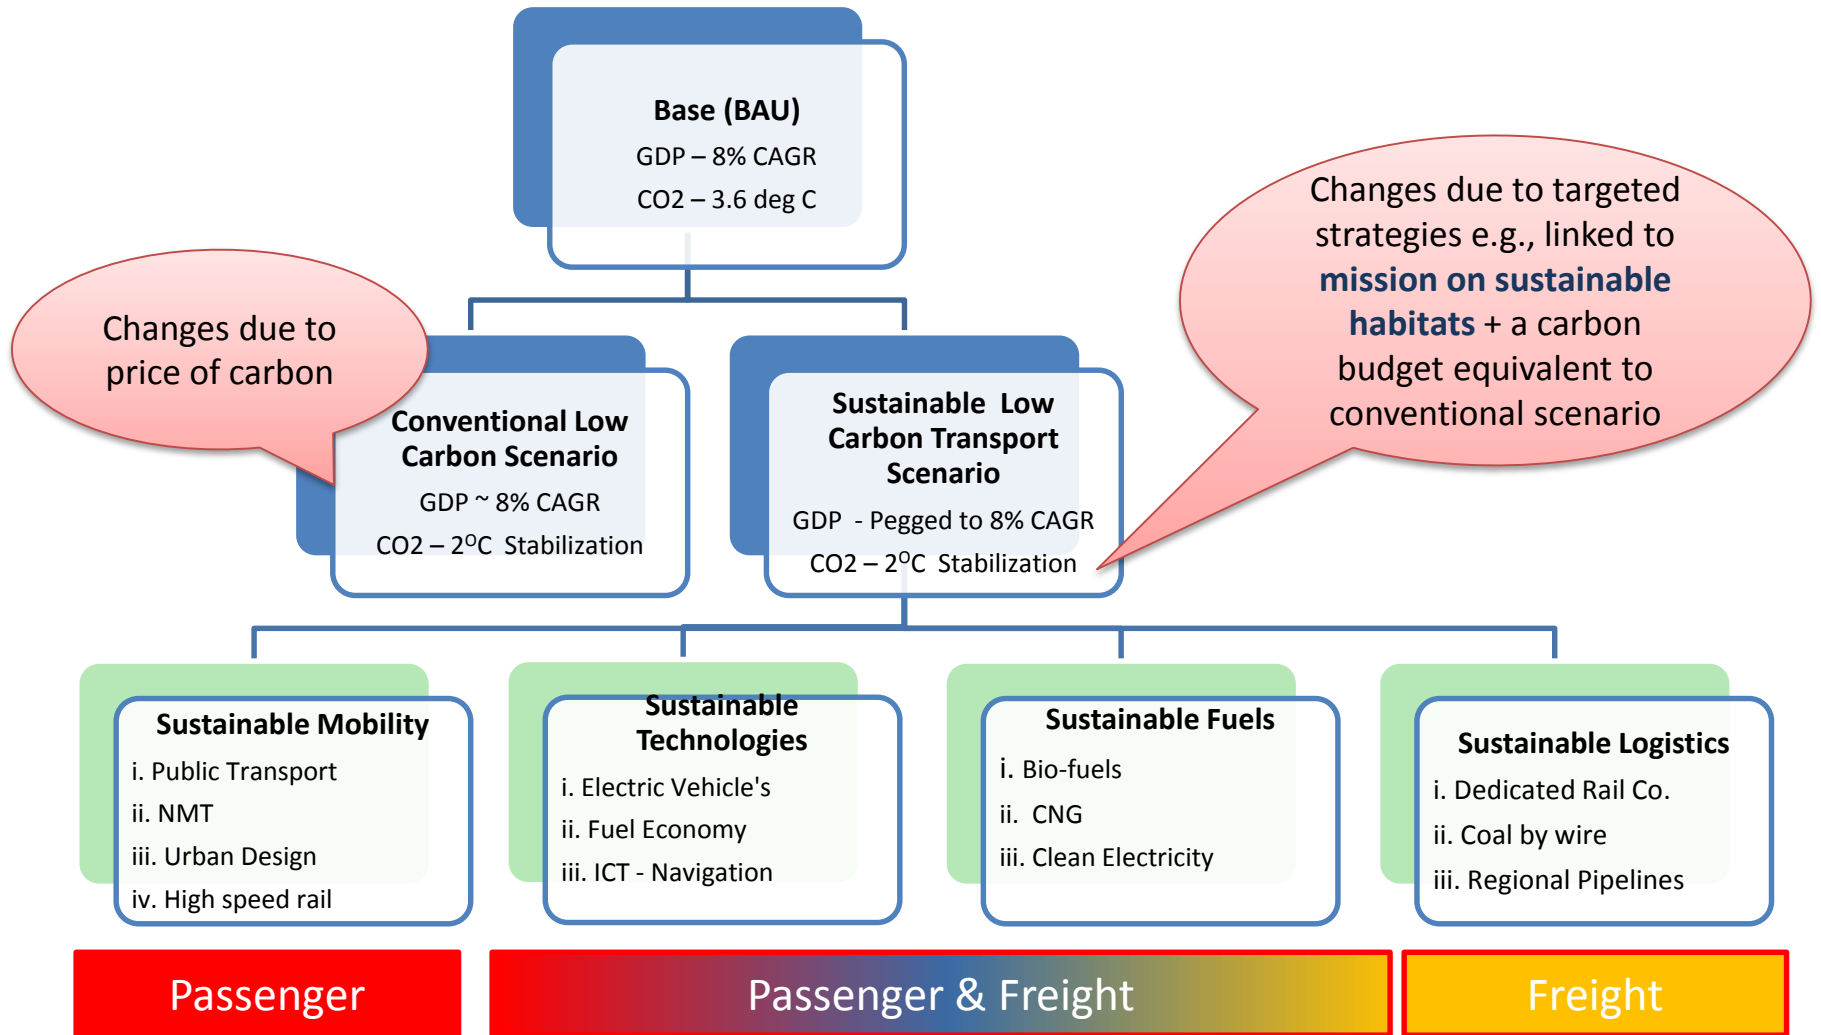 Base (BAU)
GDP – 8% CAGR
CO2 – 3.6 deg C
Changes due to
price of carbon
Changes due to targeted
strategies e.g., linked to
mission on sustainable
habitats + a carbon
budget equivalent to
conventional scenario
Conventional Low
Carbon Scenario
GDP ~ 8% CAGR
CO2 – 2⁰C Stabilization
Sustainable Low
Carbon Transport
Scenario
GDP - Pegged to 8% CAGR
CO2 – 2⁰C Stabilization
Sustainable Mobility
i. Public Transport
ii. NMT
iii. Urban Design
iv. High speed rail
Sustainable
Technologies
i. Electric Vehicle's
ii. Fuel Economy
iii. ICT - Navigation
Sustainable Fuels
i. Bio-fuels
ii. CNG
iii. Clean Electricity
Sustainable Logistics
i. Dedicated Rail Co.
ii. Coal by wire
iii. Regional Pipelines
Passenger
Passenger & Freight
Freight